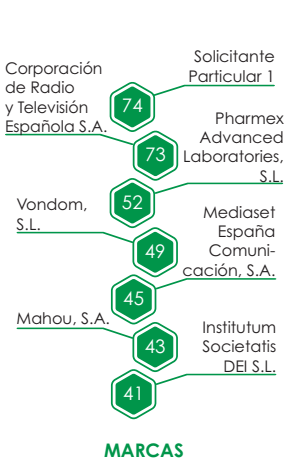 Solicitante
Particular 1
74
Corporación
de Radio
y Televisión
Española S.A.
73
Pharmex
Advanced
Laboratories,
S.L.
52
Vondom,
S.L.
49
Mediaset
España
Comuni-
cación, S.A.
45
Mahou, S.A.
43
Institutum
Societatis
DEI S.L.
41
MARCAS